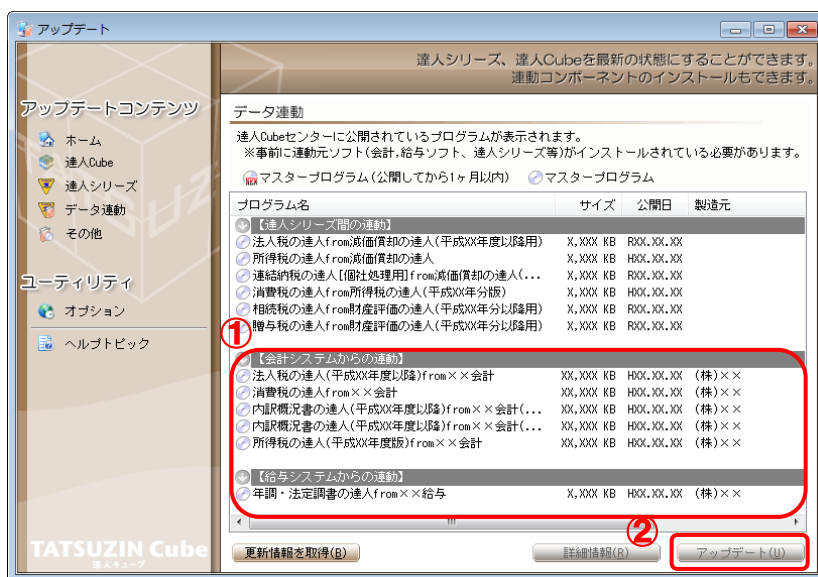 アップデート
達人シリーズ、達人Cubeを最新の状態にすることができます。
連動コンポーネントのインストールもできます。
アップデートコンテンツ
ホーム
達人Cube
達人シリーズ
データ連動
その他
ユーティリティ
オプション
ヘルプトピック
TATSUZIN Cube
達人キューブ
データ連動
達人Cubeセンターに公開されているプログラムが表示されます。
※事前に連動元ソフト(会計,給与ソフト、達人シリーズ等)がインストールされている必要があります。
NEW マスタープログラム(公開してから1ヶ月以内) マスタープログラム
プログラム名 サイズ 公開日 製造元
【達人シリーズ間の連動】
法人税の達人from減価償却の達人(平成XX年度以降用) X,XXX KB RXX.XX.XX
所得税の達人from減価償却の達人 X,XXX KB HXX.XX.XX
連結納税の達人[個社処理用]from減価償却の達人(... X,XXX KB RXX.XX.XX
消費税の達人from所得税の達人(平成XX年分版) X,XXX KB HXX.XX.XX
相続税の達人from財産評価の達人(平成XX年分以降用) X,XXX KB RXX.XX.XX
贈与税の達人from財産評価の達人(平成XX年分以降用) X,XXX KB RXX.XX.XX
①
【会計システムからの連動】
法人税の達人(平成XX年度以降)from××会計 XX,XXX KB HXX.XX.XX (株)××
消費税の達人from××会計 XX,XXX KB HXX.XX.XX (株)××
内訳概況書の達人(平成XX年度以降)from××会計(... XX,XXX KB HXX.XX.XX (株)××
内訳概況書の達人(平成XX年度以降)from××会計(... XX,XXX KB HXX.XX.XX (株)××
所得税の達人(平成XX年度版)from××会計 XX,XXX KB HXX.XX.XX (株)××
【給与システムからの連動】
年調・法定調書の達人from××給与 X,XXX KB HXX.XX.XX (株)××
②
更新情報を取得(B) 詳細情報(R) アップデート(U)